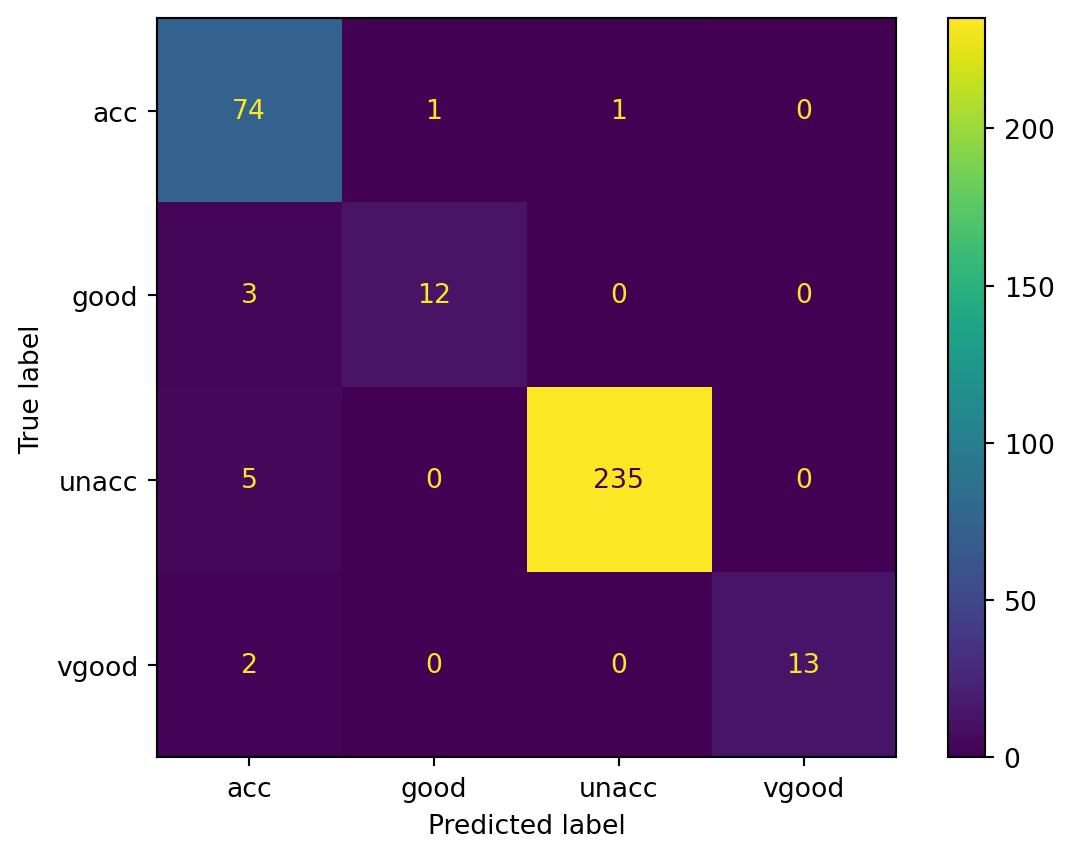 acc 74 1 1 0
good 3 12 0 0
unacc 5 0 235 0
vgood 2 0 0 13
acc good unacc vgood
Predicted label
True label
200
150
100
50
0